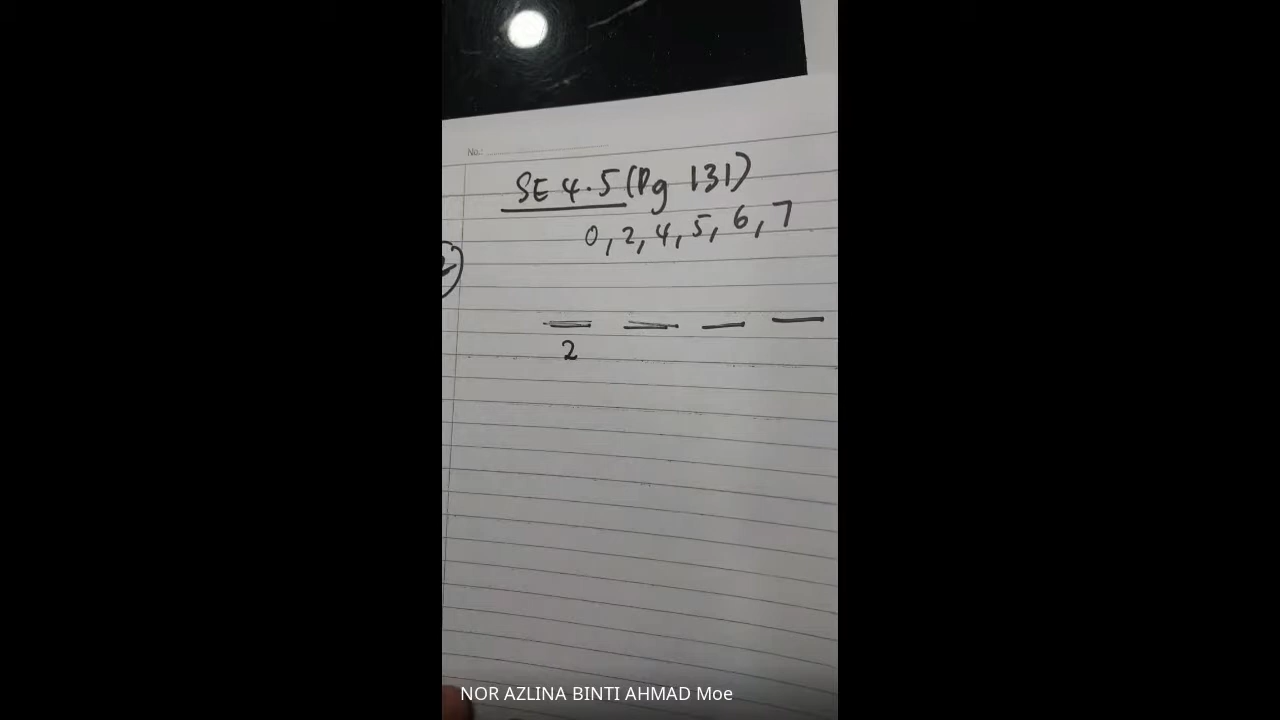 No.:
SE 4.5 (Pg 131)
0, 2, 4, 5, 6, 7
2
NOR AZLINA BINTI AHMAD Moe